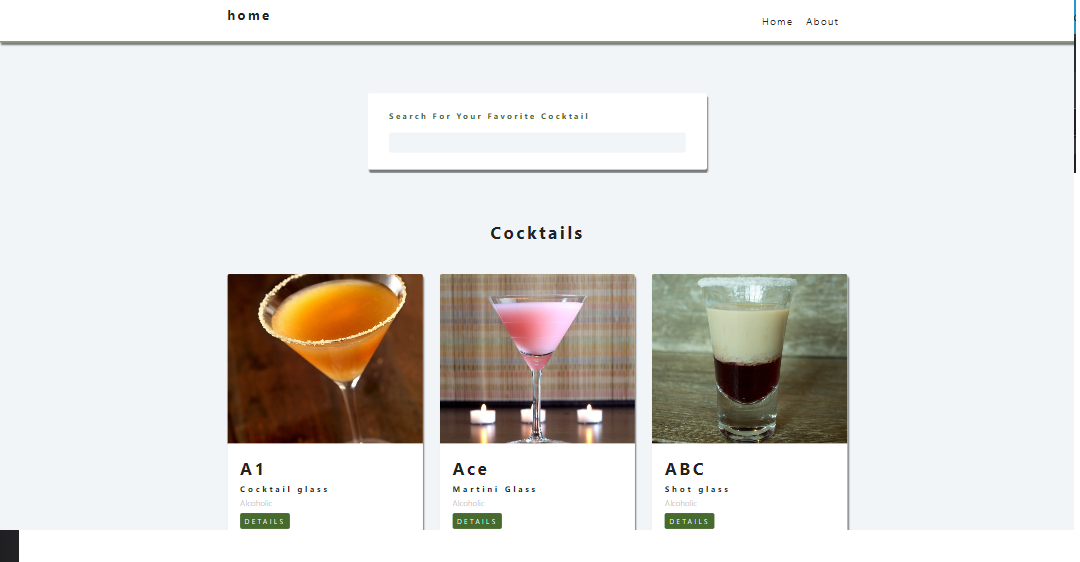 home
Home About
Search For Your Favorite Cocktail
Cocktails
A1
Cocktail glass
Alcoholic
DETAILS
Ace
Martini Glass
Alcoholic
DETAILS
ABC
Shot glass
Alcoholic
DETAILS